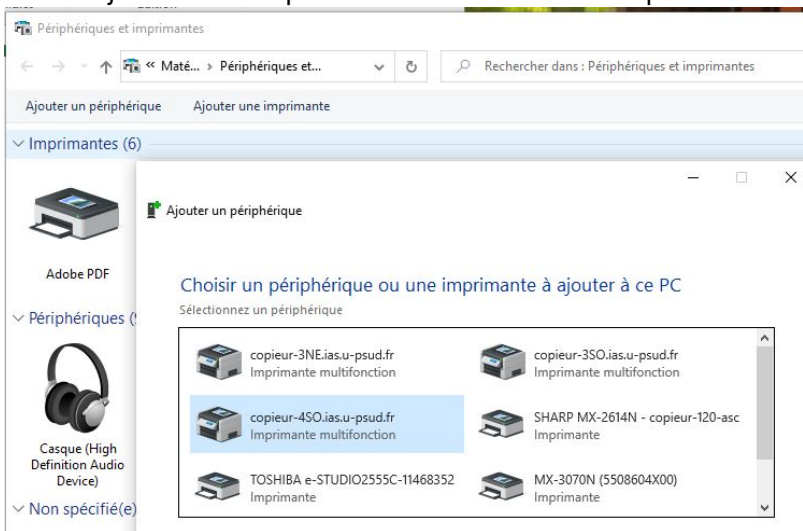 Périphériques et imprimantes
« Maté... › Périphériques et...
Rechercher dans : Périphériques et imprimantes
Ajouter un périphérique Ajouter une imprimante
Imprimantes (6)
Adobe PDF
Périphériques (
Casque (High
Definition Audio
Device)
Non spécifié(e)
Ajouter un périphérique
Choisir un périphérique ou une imprimante à ajouter à ce PC
Sélectionnez un périphérique
copieur-3NE.ias.u-psud.fr
Imprimante multifonction
copieur-3SO.ias.u-psud.fr
Imprimante multifonction
copieur-4SO.ias.u-psud.fr
Imprimante multifonction
SHARP MX-2614N - copieur-120-asc
Imprimante
TOSHIBA e-STUDIO2555C-11468352
Imprimante
MX-3070N (5508604X00)
Imprimante